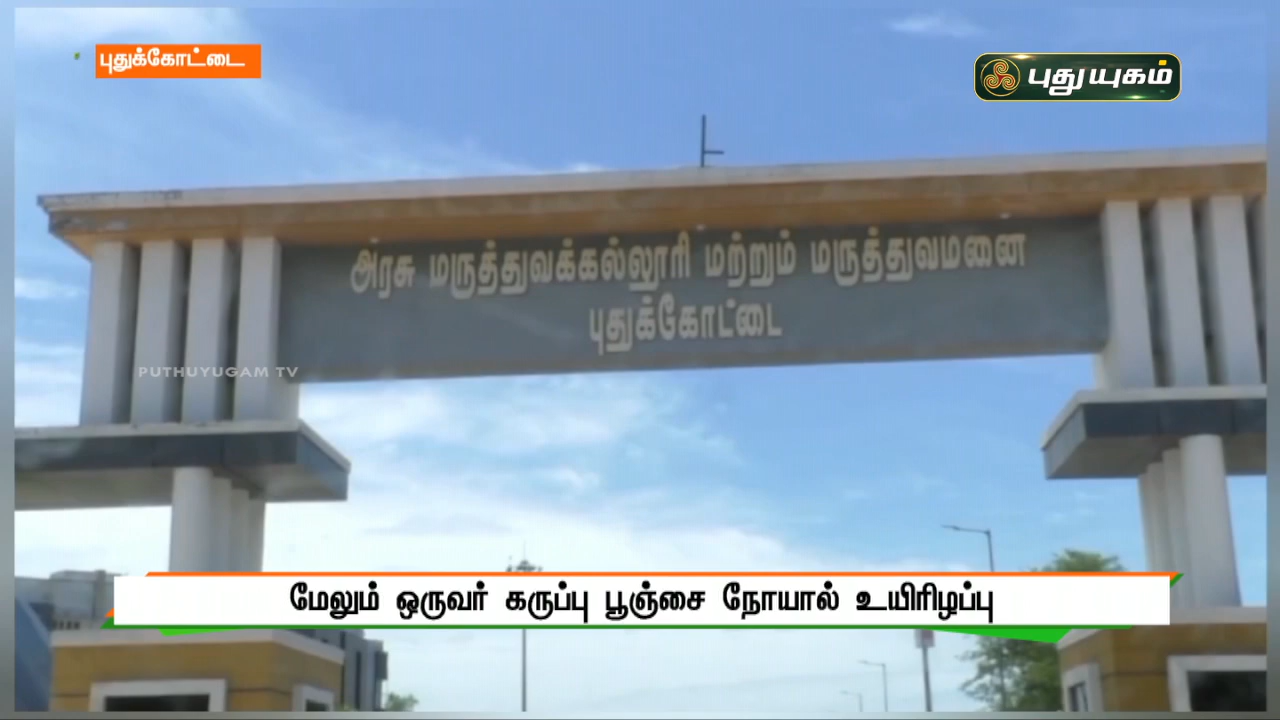 புதுக்கோட்டை
புதுயுகம்
அரசு மருத்துவக்கல்லூரி மற்றும் மருத்துவமனை
புதுக்கோட்டை
PUTHUYUGAM TV
மேலும் ஒருவர் கருப்பு பூஞ்சை நோயால் உயிரிழப்பு